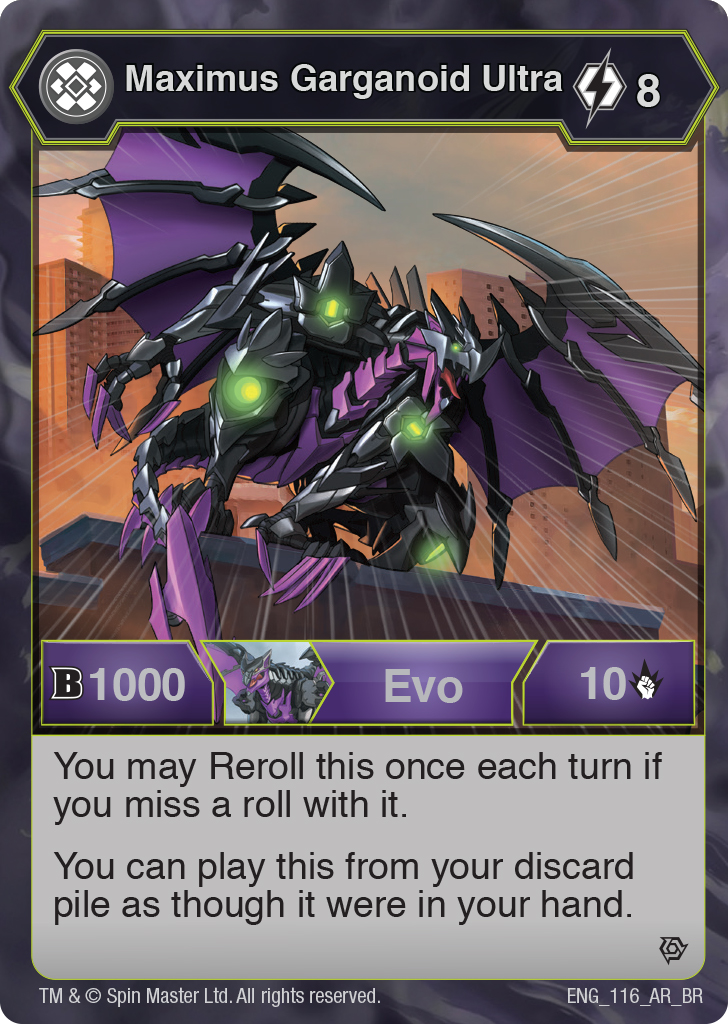 Maximus Garganoid Ultra 8
B 1000 Evo 10
You may Reroll this once each turn if
you miss a roll with it.
You can play this from your discard
pile as though it were in your hand.
TM & © Spin Master Ltd. All rights reserved. ENG_116_AR_BR